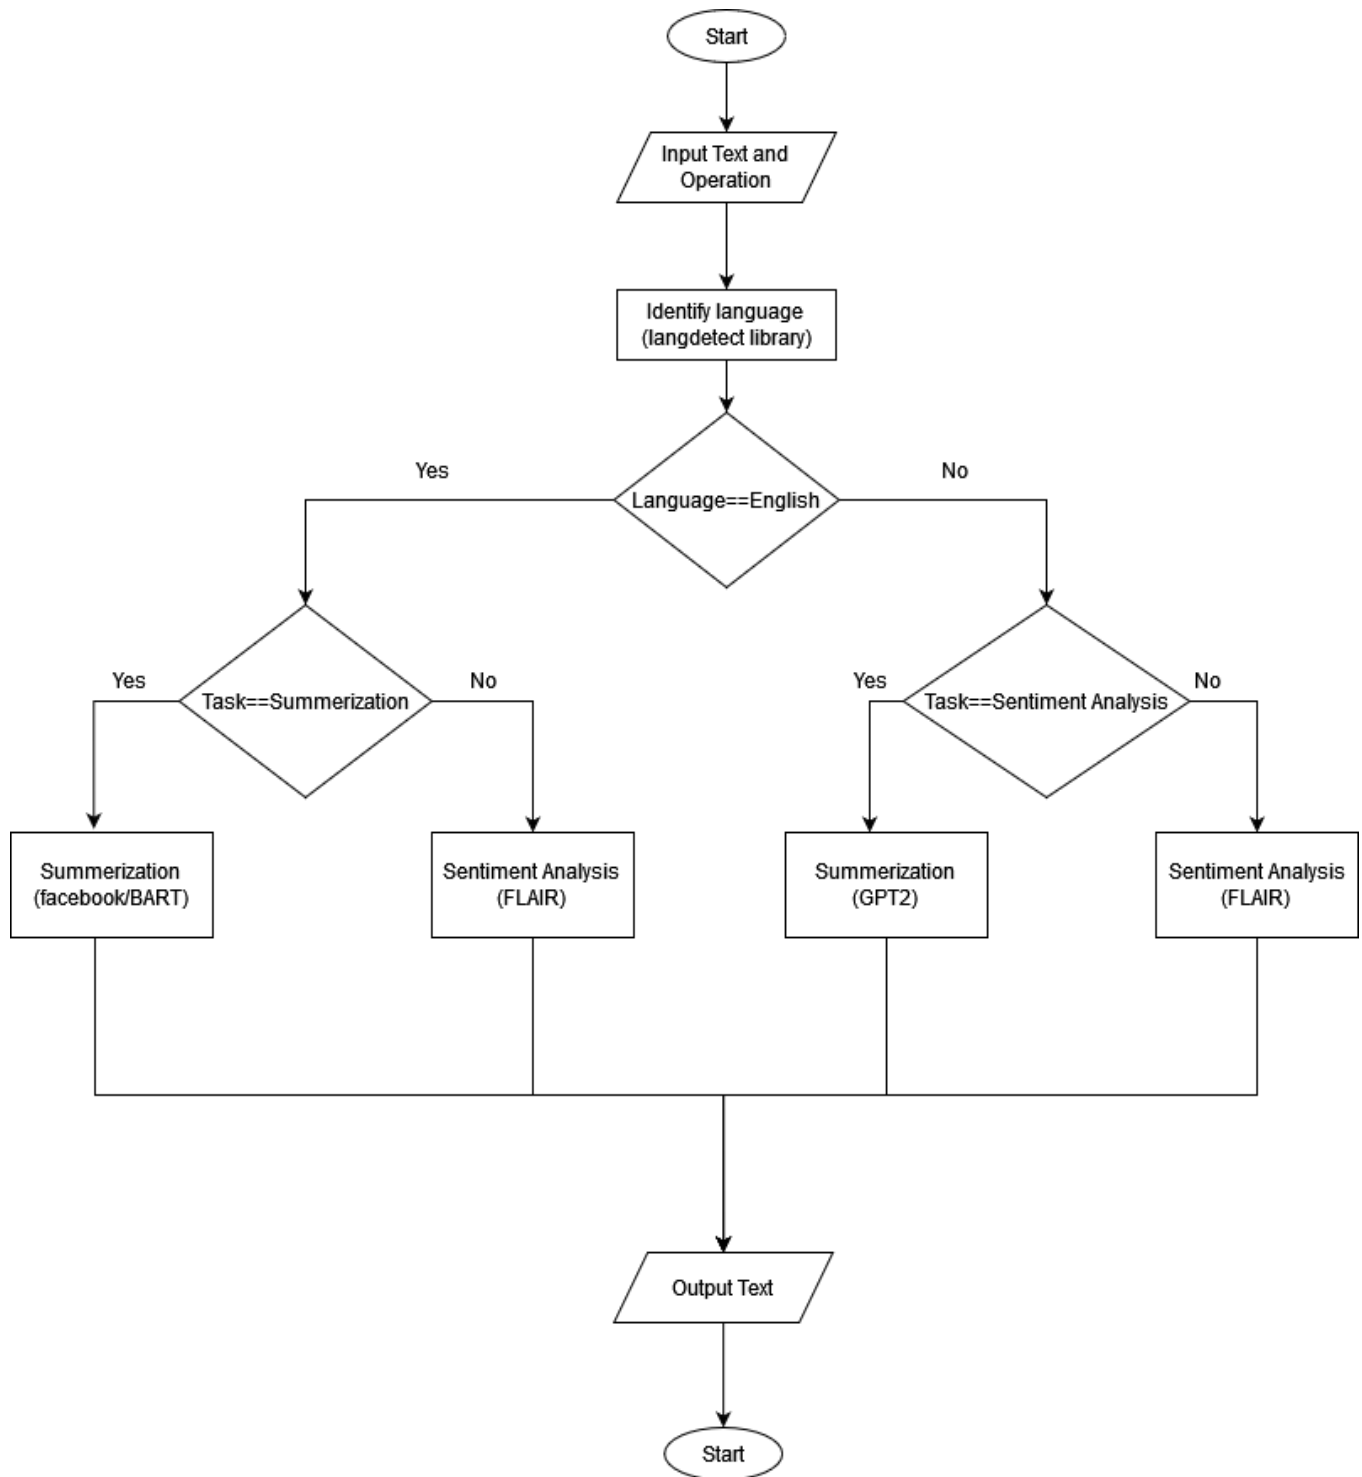 Start
Input Text and
Operation
Identify language
(langdetect library)
Yes
No
Language==English
Yes
No
Yes
No
Task==Summerization
Task==Sentiment Analysis
Summerization
(facebook/BART)
Sentiment Analysis
(FLAIR)
Summerization
(GPT2)
Sentiment Analysis
(FLAIR)
Output Text
Start